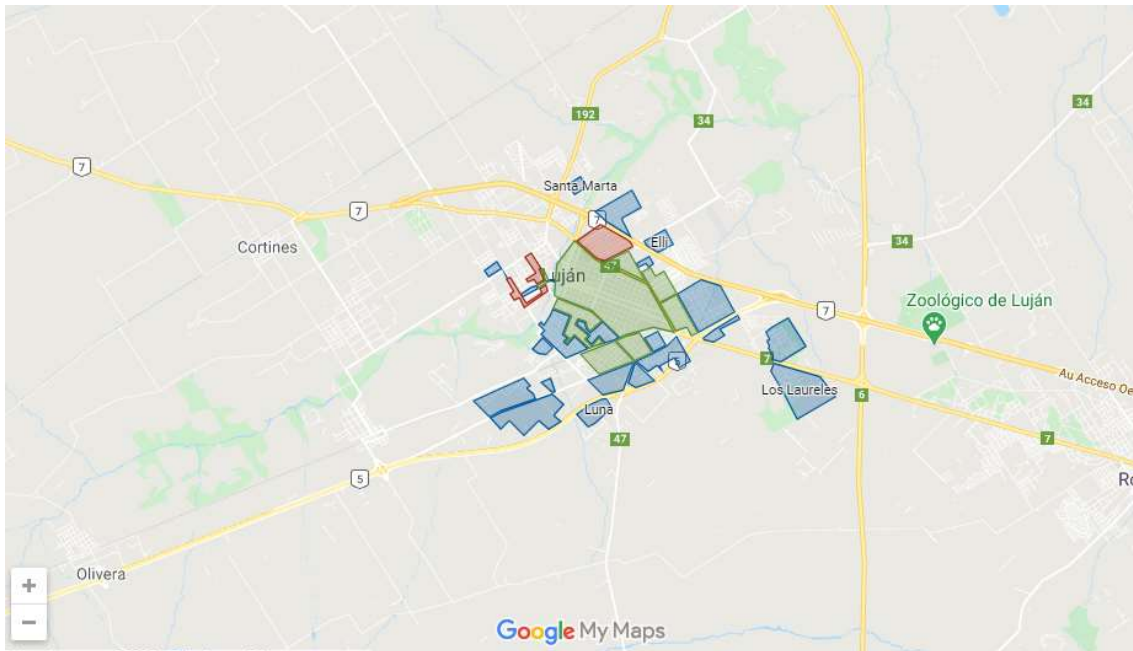 192
34
34
7
Santa Marta
7
7
Elli
34
Cortines
47
Luján
Zoológico de Luján
7
7
5
Au Acceso Oe
Los Laureles
6
Luna
47
7
5
Ro
Olivera
+
−
Google My Maps